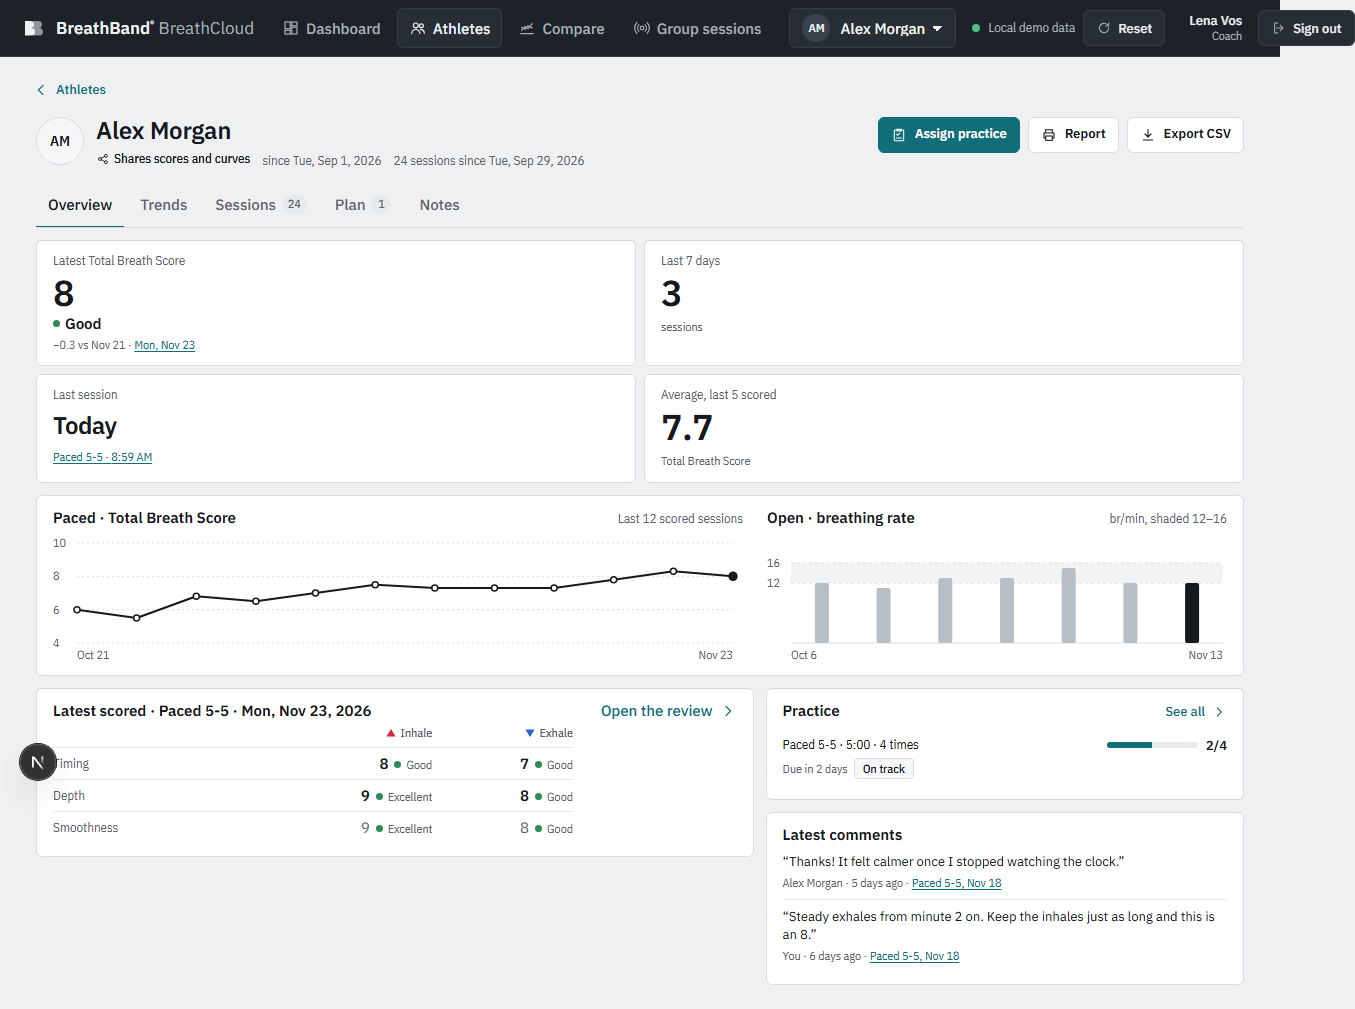 BreathBand® BreathCloud
Dashboard
Athletes
Compare
Group sessions
AM
Alex Morgan
Local demo data
Reset
Lena Vos
Coach
Sign out
Athletes
AM
Alex Morgan
Shares scores and curves
since Tue, Sep 1, 2026
24 sessions since Tue, Sep 29, 2026
Assign practice
Report
Export CSV
Overview
Trends
Sessions 24
Plan 1
Notes
Latest Total Breath Score
8
Good
−0.3 vs Nov 21 · Mon, Nov 23
Last 7 days
3
sessions
Last session
Today
Paced 5-5 · 8:59 AM
Average, last 5 scored
7.7
Total Breath Score
Paced · Total Breath Score
Last 12 scored sessions
10
8
6
4
Oct 21
Nov 23
Open · breathing rate
br/min, shaded 12–16
16
12
Oct 6
Nov 13
Latest scored · Paced 5-5 · Mon, Nov 23, 2026
Open the review
Inhale
Exhale
N
Timing
8 Good
7 Good
Depth
9 Excellent
8 Good
Smoothness
9 Excellent
8 Good
Practice
See all
Paced 5-5 · 5:00 · 4 times
2/4
Due in 2 days
On track
Latest comments
“Thanks! It felt calmer once I stopped watching the clock.”
Alex Morgan · 5 days ago · Paced 5-5, Nov 18
“Steady exhales from minute 2 on. Keep the inhales just as long and this is
an 8.”
You · 6 days ago · Paced 5-5, Nov 18